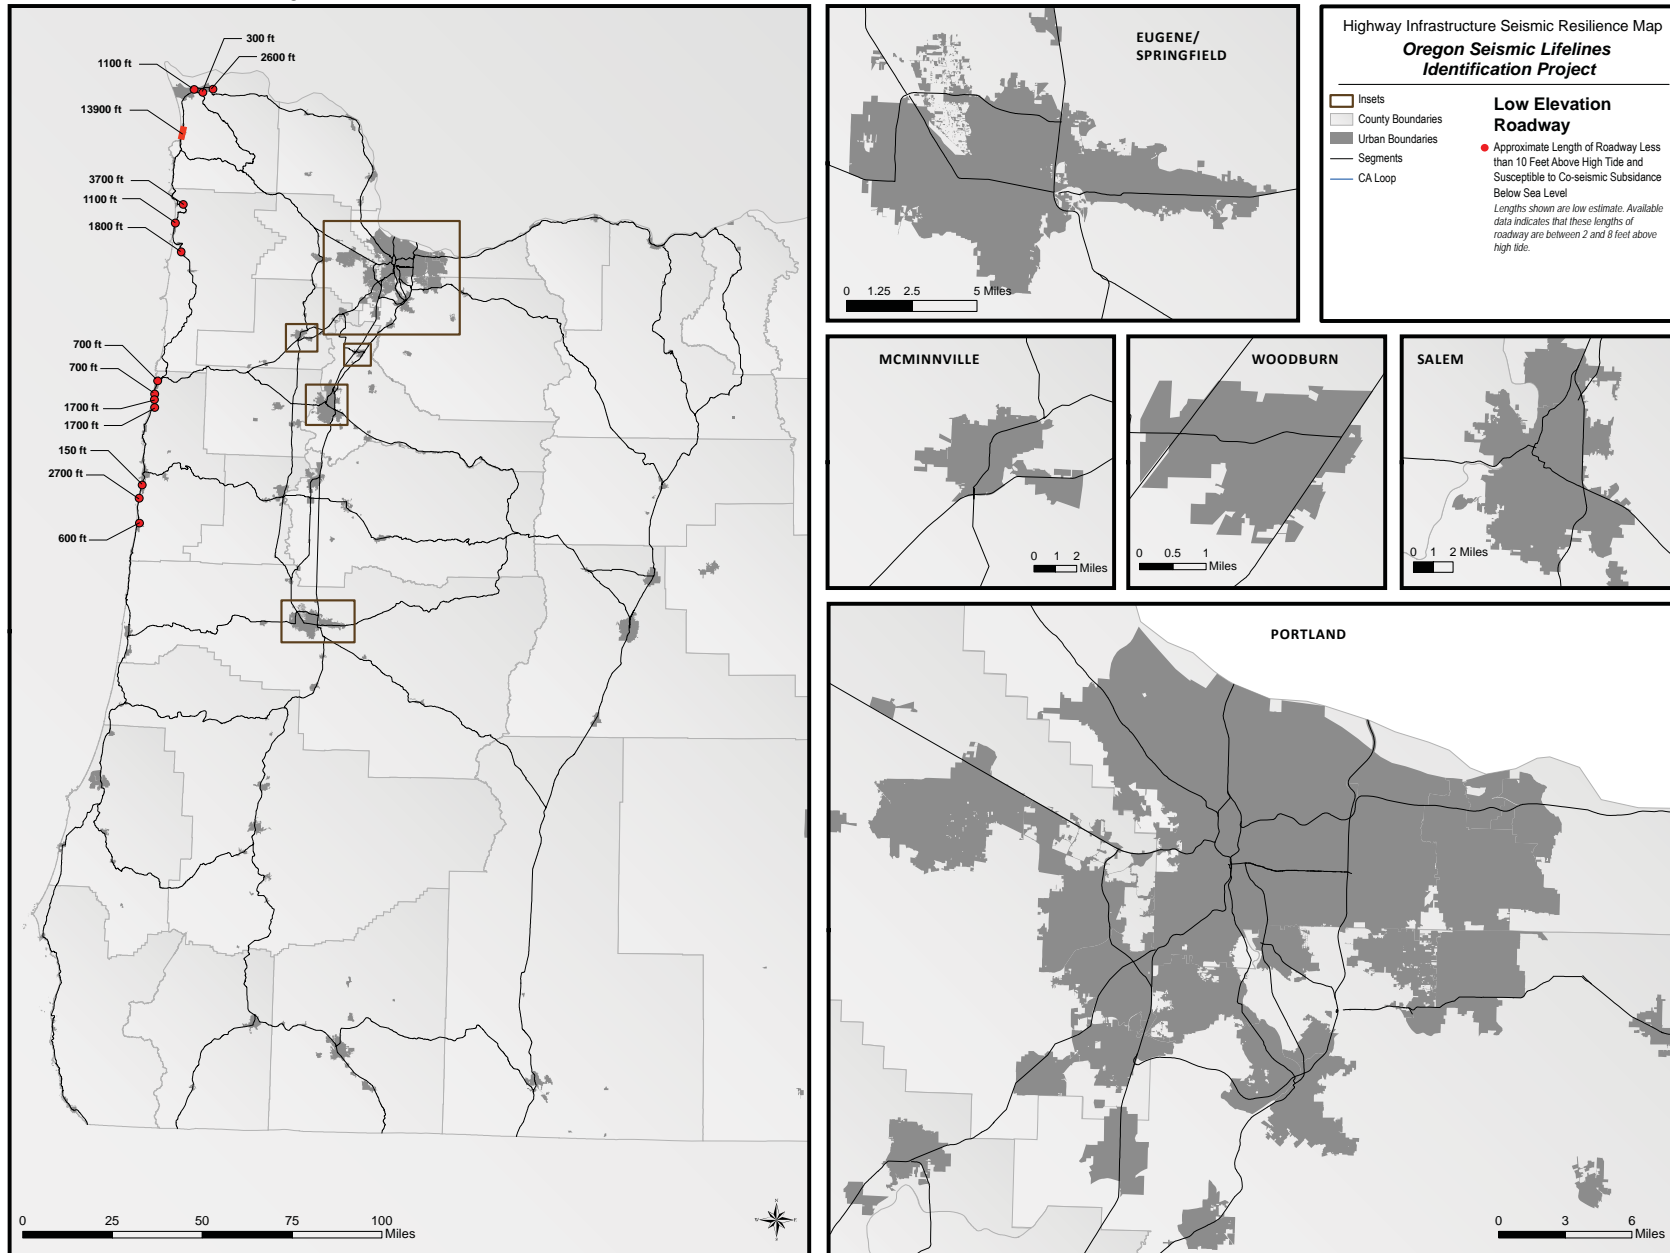 300 ft
1100 ft
2600 ft
13900 ft
3700 ft
1100 ft
1800 ft
700 ft
700 ft
1700 ft
1700 ft
150 ft
2700 ft
600 ft
0 25 50 75 100
Miles
N
EUGENE/
SPRINGFIELD
0 1.25 2.5 5 Miles
Highway Infrastructure Seismic Resilience Map
Oregon Seismic Lifelines
Identification Project
Insets
County Boundaries
Urban Boundaries
Segments
CA Loop
Low Elevation
Roadway
Approximate Length of Roadway Less
than 10 Feet Above High Tide and
Susceptible to Co-seismic Subsidance
Below Sea Level
Lengths shown are low estimate. Available
data indicates that these lengths of
roadway are between 2 and 8 feet above
high tide.
MCMINNVILLE
0 1 2
Miles
WOODBURN
0 0.5 1
Miles
SALEM
0 1 2 Miles
PORTLAND
0 3 6
Miles